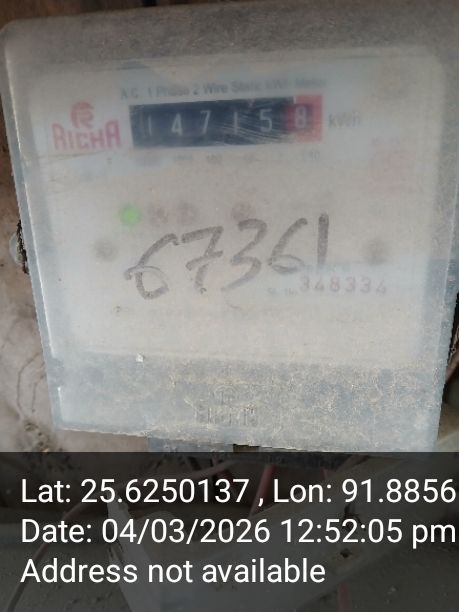 A.C. 1 Phase 2 Wire Static kWh Meter
RICHA
147158 kWh
67361
348334
Lat: 25.6250137 , Lon: 91.8856
Date: 04/03/2026 12:52:05 pm
Address not available